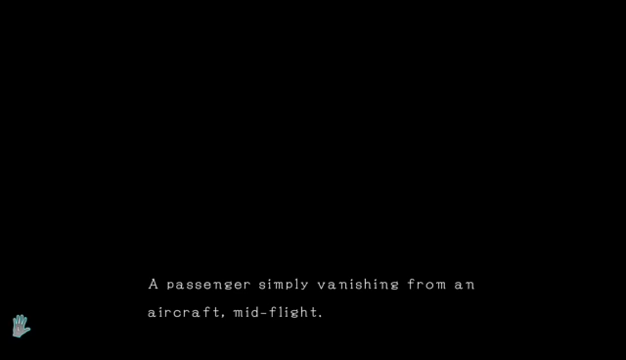 A passenger simply vanishing from an
aircraft, mid-flight.